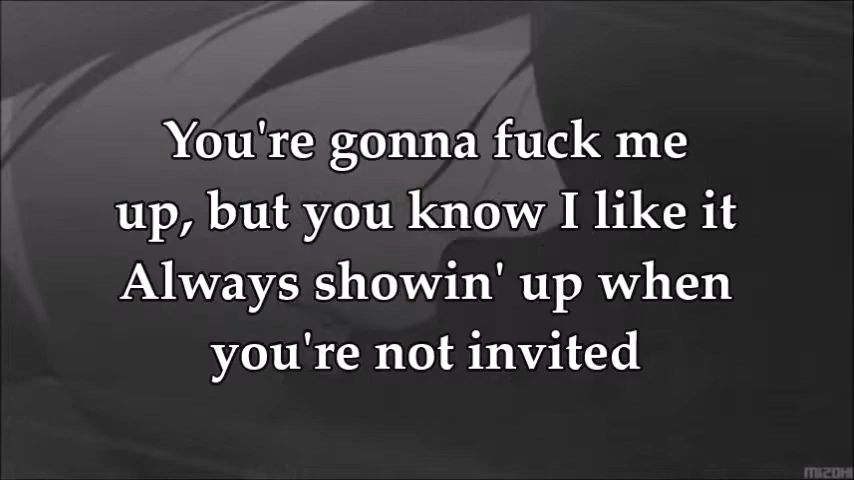 You're gonna fuck me
up, but you know I like it
Always showin' up when
you're not invited
MIZOHI